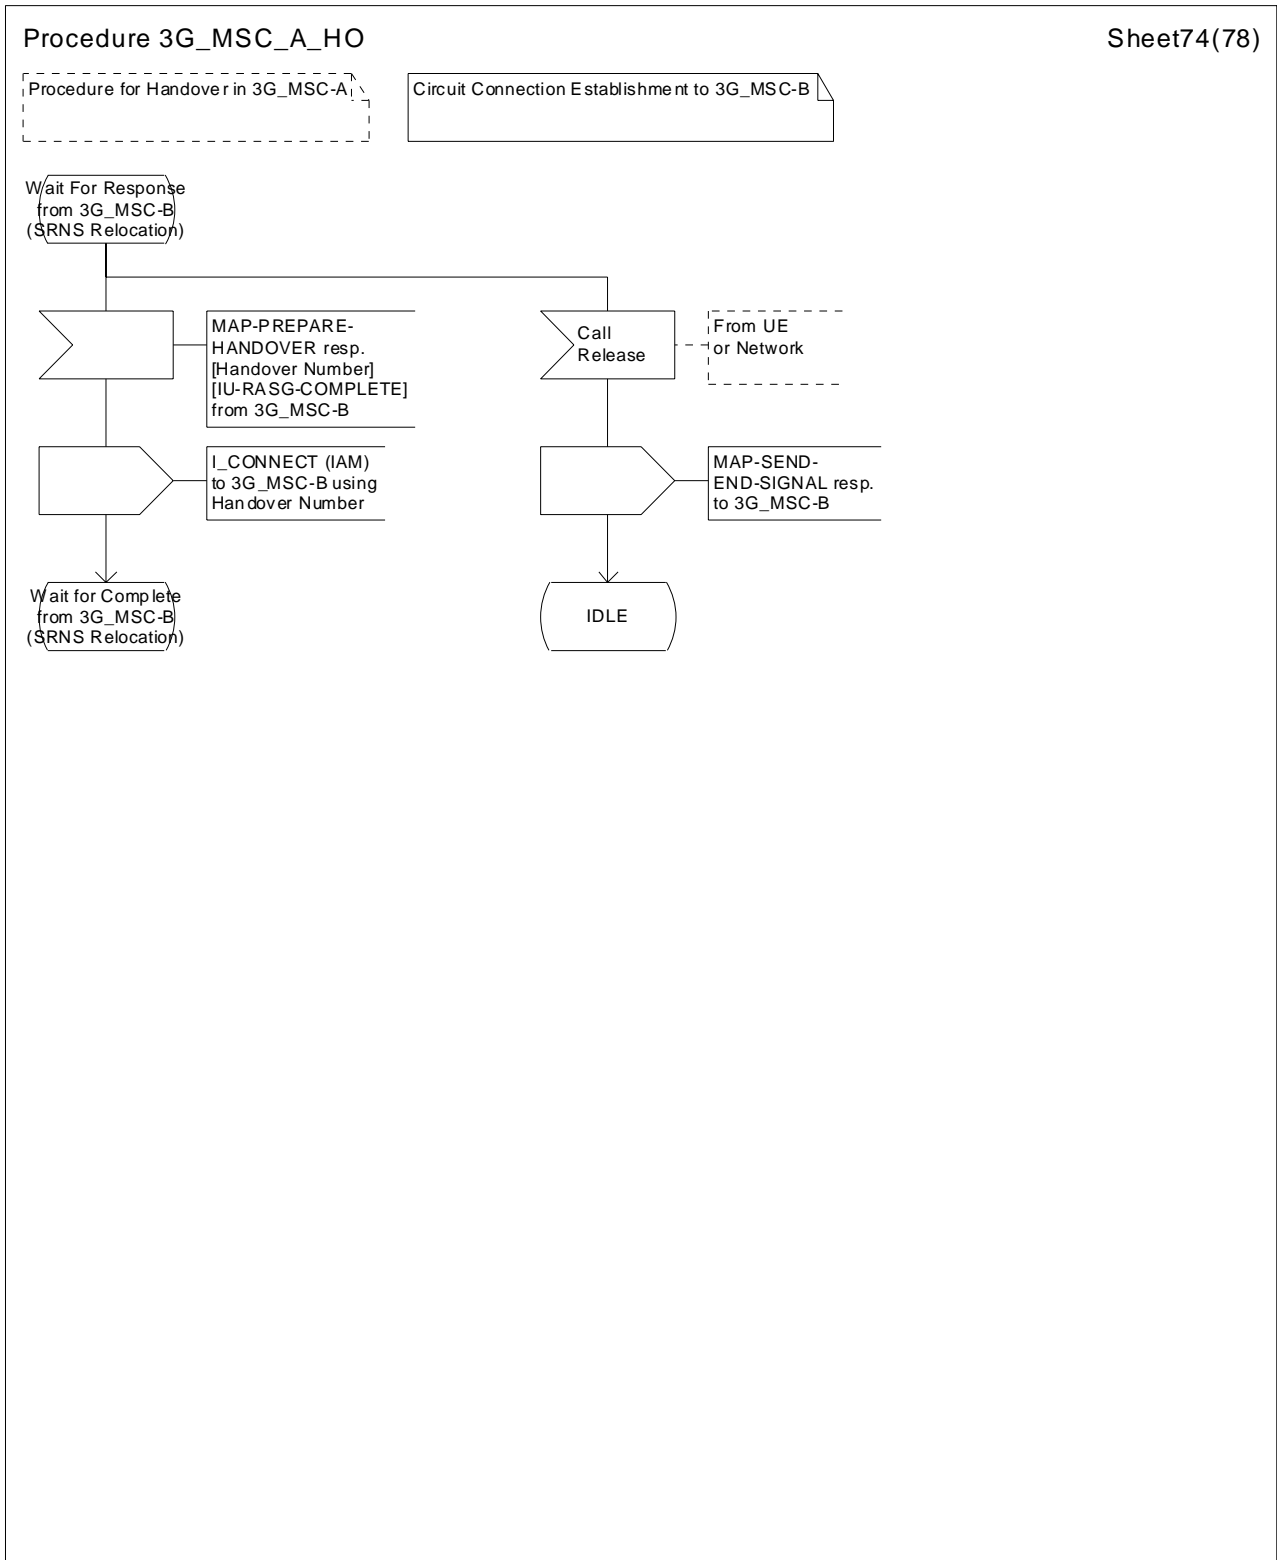 Procedure 3G_MSC_A_HO
Sheet74(78)
Procedure for Handover in 3G_MSC-A
Circuit Connection Establishment to 3G_MSC-B
Wait For Response
from 3G_MSC-B
(SRNS Relocation)
MAP-PREPARE-
HANDOVER resp.
[Handover Number]
[IU-RASG-COMPLETE]
from 3G_MSC-B
Call
Release
From UE
or Network
I_CONNECT (IAM)
to 3G_MSC-B using
Handover Number
MAP-SEND-
END-SIGNAL resp.
to 3G_MSC-B
Wait for Complete
from 3G_MSC-B
(SRNS Relocation)
IDLE